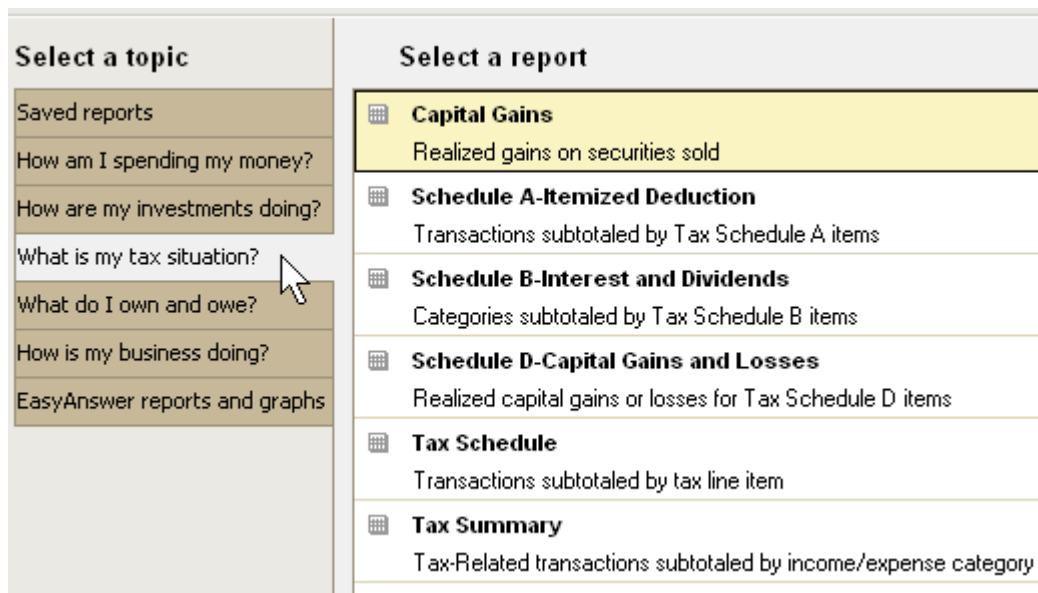 Select a topic
Saved reports
How am I spending my money?
How are my investments doing?
What is my tax situation?
What do I own and owe?
How is my business doing?
EasyAnswer reports and graphs
Select a report
Capital Gains
Realized gains on securities sold
Schedule A-Itemized Deduction
Transactions subtotaled by Tax Schedule A items
Schedule B-Interest and Dividends
Categories subtotaled by Tax Schedule B items
Schedule D-Capital Gains and Losses
Realized capital gains or losses for Tax Schedule D items
Tax Schedule
Transactions subtotaled by tax line item
Tax Summary
Tax-Related transactions subtotaled by income/expense category